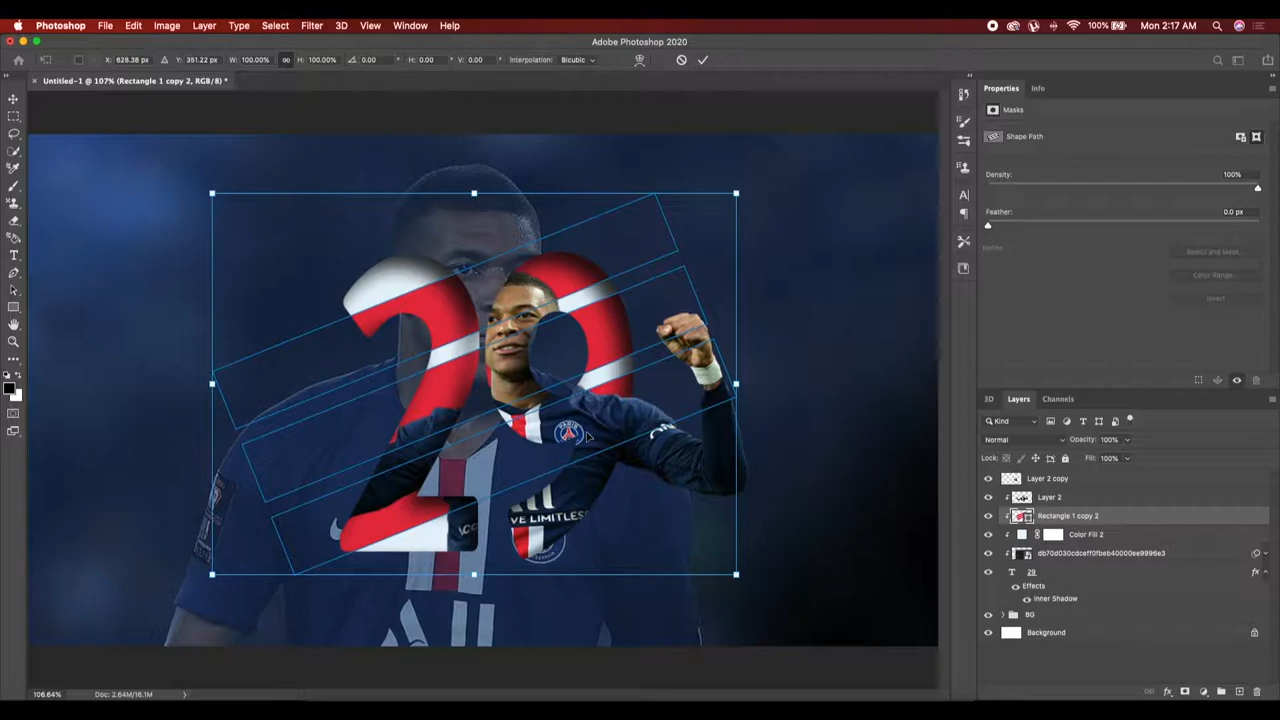 Photoshop File Edit Image Layer Type Select Filter 3D View Window Help 100% Mon 2:17 AM
Adobe Photoshop 2020
X: 628.38 px Y: 351.22 px W: 100.00% H: 100.00% 0.00 H: 0.00 V: 0.00 Interpolation: Bicubic
Untitled-1 @ 107% (Rectangle 1 copy 2, RGB/8) *
Properties Info
Masks
Shape Path
Density: 100%
Feather: 0.0 px
Refine:
Select and Mask...
Color Range...
Invert
3D Layers Channels
Kind
Normal Opacity: 100%
Lock: Fill: 100%
Layer 2 copy
Layer 2
Rectangle 1 copy 2
Color Fill 2
db70d030cdceff0fbeb40000ee9996e3
T 29 fx
Effects
Inner Shadow
BG
Background
29
PARIS
VE LIMITLESS
106.64% Doc: 2.64M/16.1M